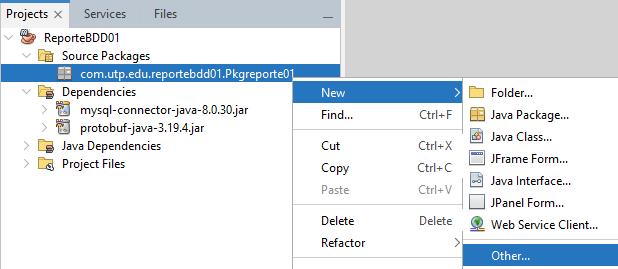 Projects × Services Files
ReporteBDD01
Source Packages
com.utp.edu.reportebdd01.Pkgreporte01
Dependencies
mysql-connector-java-8.0.30.jar
protobuf-java-3.19.4.jar
Java Dependencies
Project Files
New
Find... Ctrl+F
Cut Ctrl+X
Copy Ctrl+C
Paste Ctrl+V
Delete Delete
Refactor
Folder...
Java Package...
Java Class...
JFrame Form...
Java Interface...
JPanel Form...
Web Service Client...
Other...